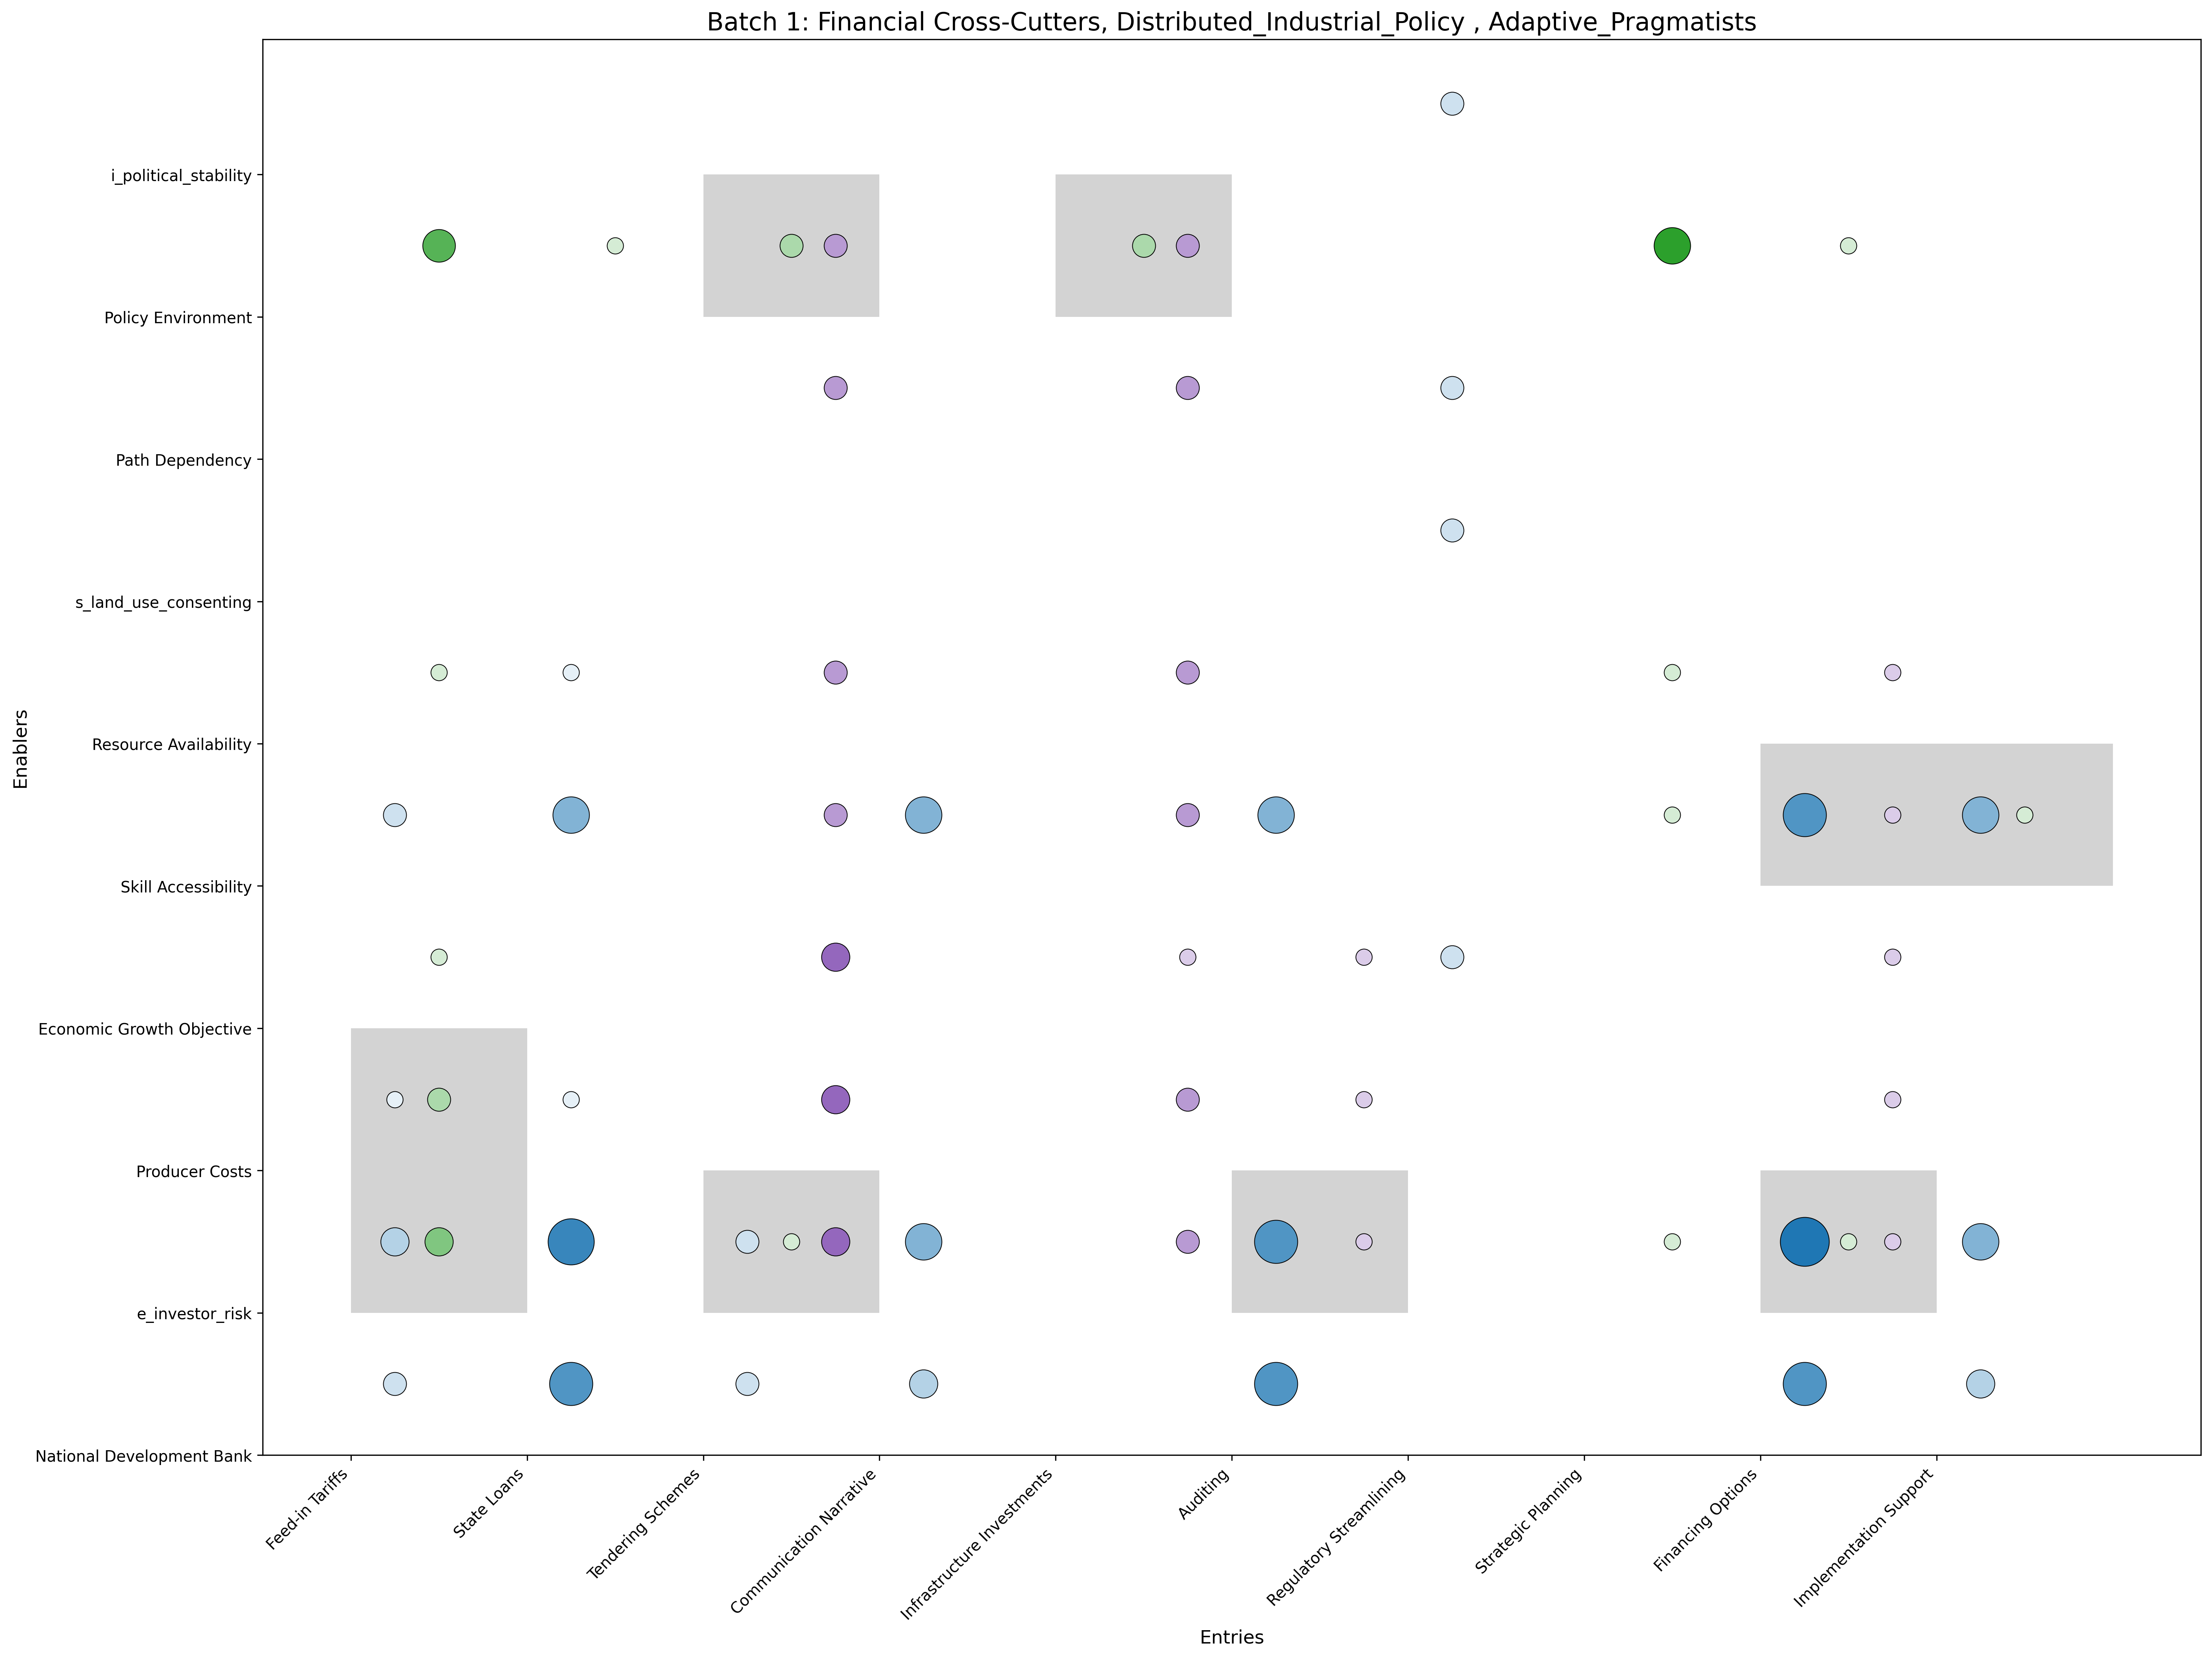 Batch 1: Financial Cross-Cutters, Distributed_Industrial_Policy , Adaptive_Pragmatists
i_political_stability
Policy Environment
Path Dependency
s_land_use_consenting
Resource Availability
Skill Accessibility
Economic Growth Objective
Producer Costs
e_investor_risk
National Development Bank
Enablers
Feed-in Tariffs
State Loans
Tendering Schemes
Communication Narrative
Infrastructure Investments
Auditing
Regulatory Streamlining
Strategic Planning
Financing Options
Implementation Support
Entries